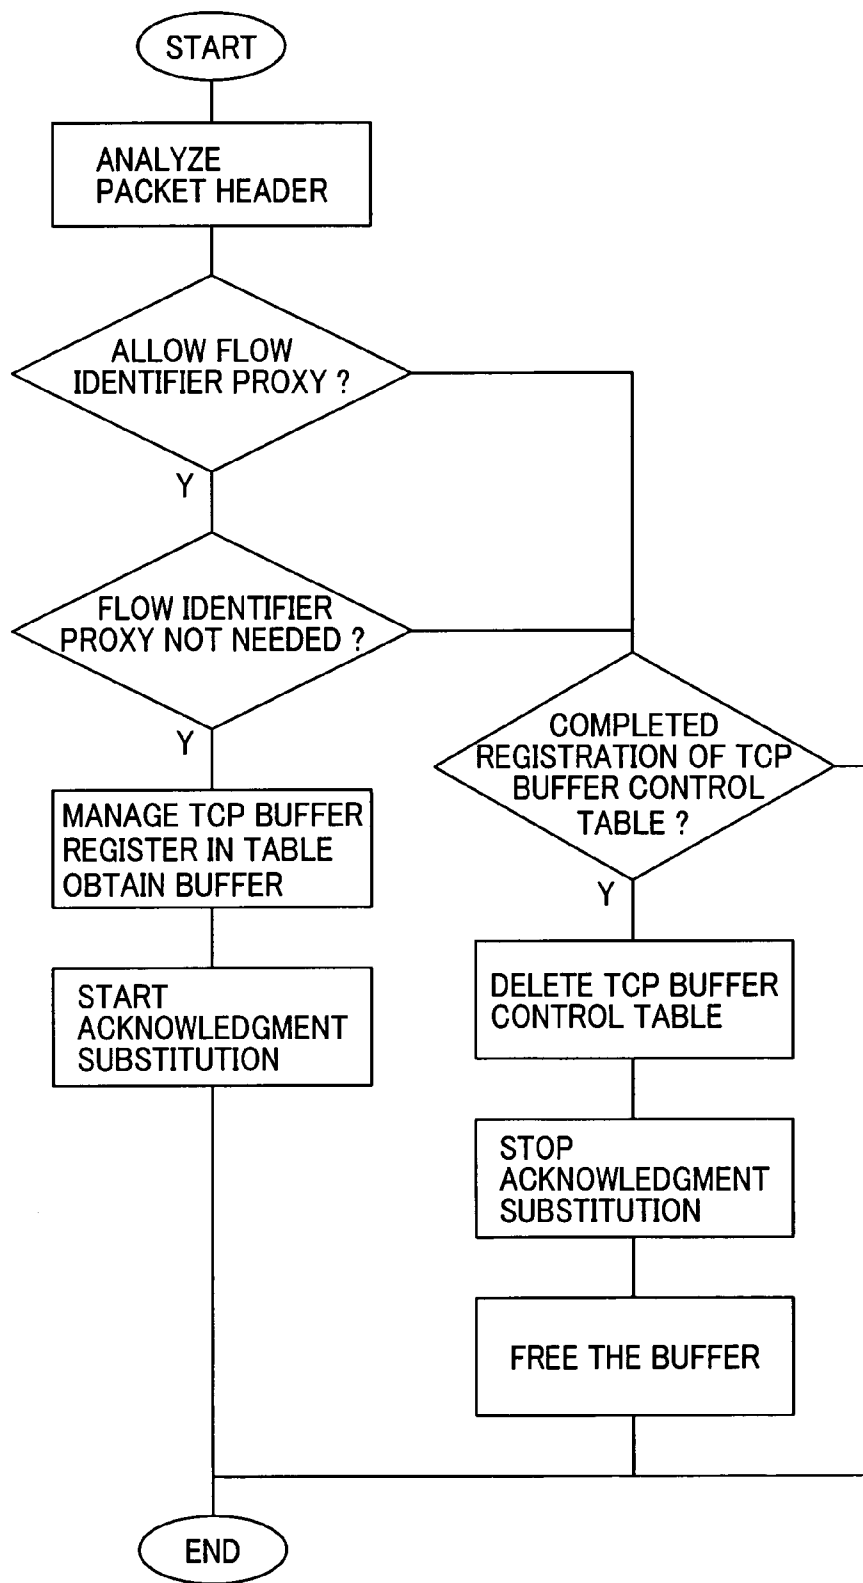 START
ANALYZE
PACKET HEADER
ALLOW FLOW
IDENTIFIER PROXY ?
Y
FLOW IDENTIFIER
PROXY NOT NEEDED ?
Y
MANAGE TCP BUFFER
REGISTER IN TABLE
OBTAIN BUFFER
START
ACKNOWLEDGMENT
SUBSTITUTION
COMPLETED
REGISTRATION OF TCP
BUFFER CONTROL
TABLE ?
Y
DELETE TCP BUFFER
CONTROL TABLE
STOP
ACKNOWLEDGMENT
SUBSTITUTION
FREE THE BUFFER
END